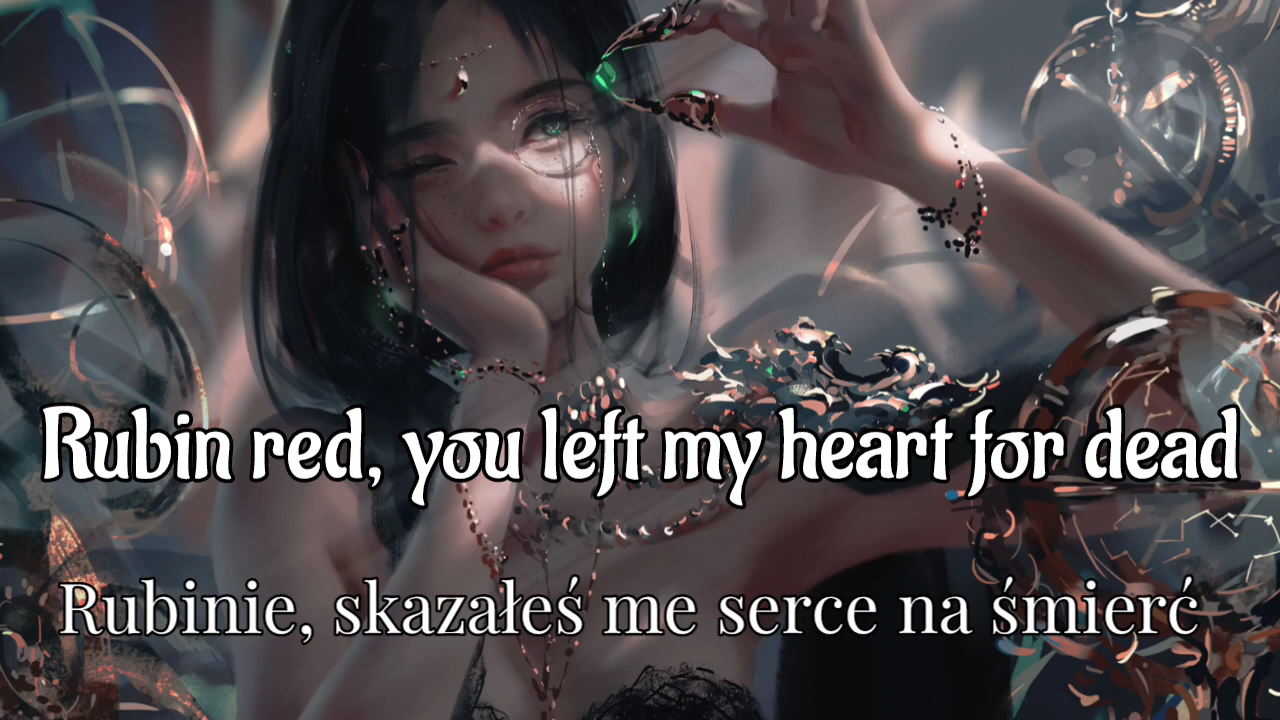 Rubin red, you left my heart for dead
Rubinie, skazałeś me serce na śmierć